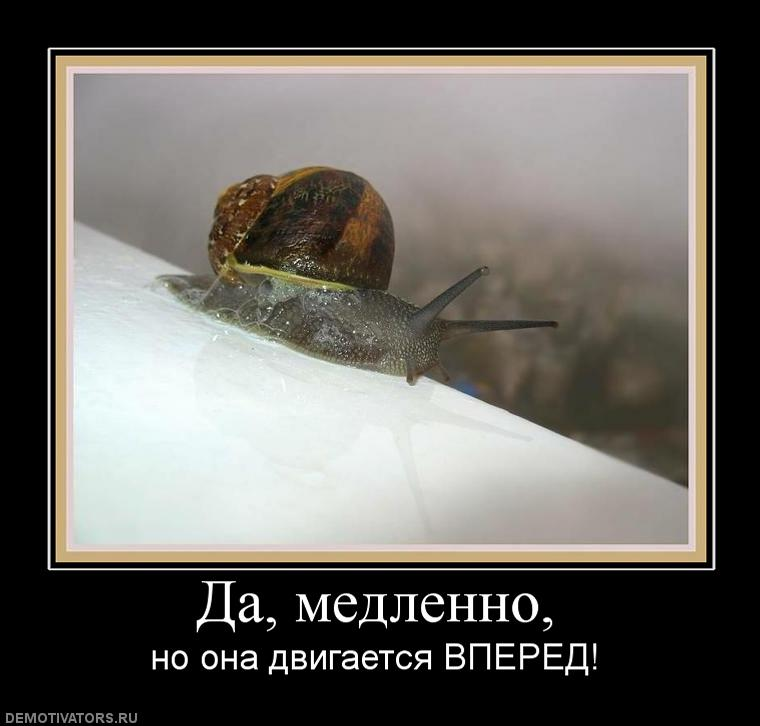 Да, медленно,
но она двигается ВПЕРЕД!
DEMOTIVATORS.RU